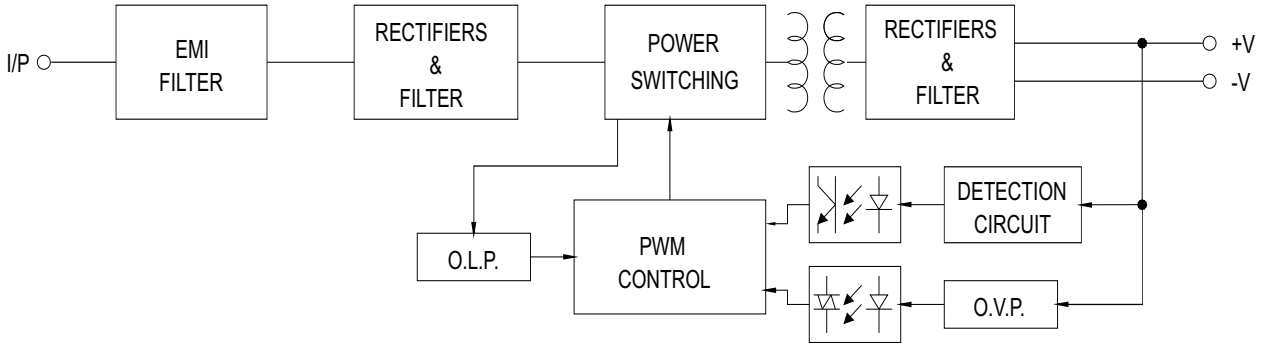 I/P
EMI
FILTER
RECTIFIERS
&
FILTER
POWER
SWITCHING
RECTIFIERS
&
FILTER
+V
-V
O.L.P.
PWM
CONTROL
DETECTION
CIRCUIT
O.V.P.